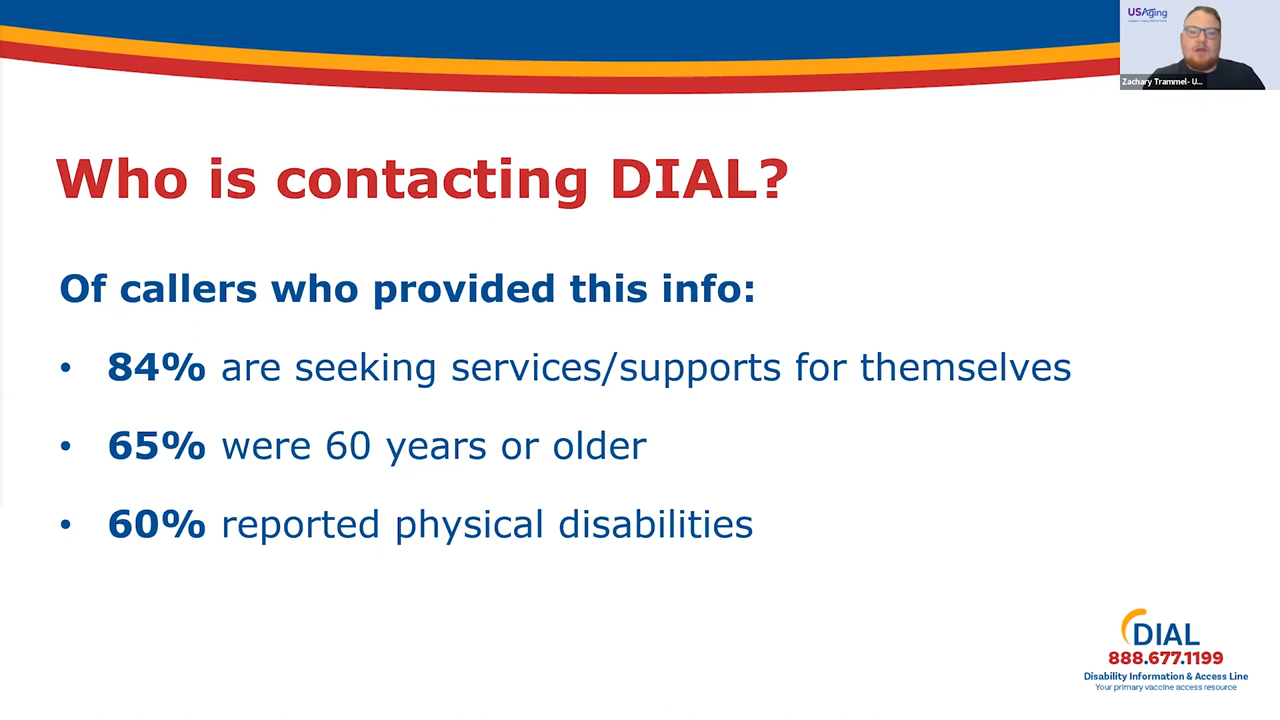 USAging
Zachary Trammel- U...
Who is contacting DIAL?
Of callers who provided this info:
• 84% are seeking services/supports for themselves
• 65% were 60 years or older
• 60% reported physical disabilities
DIAL
888.677.1199
Disability Information & Access Line
Your primary vaccine access resource